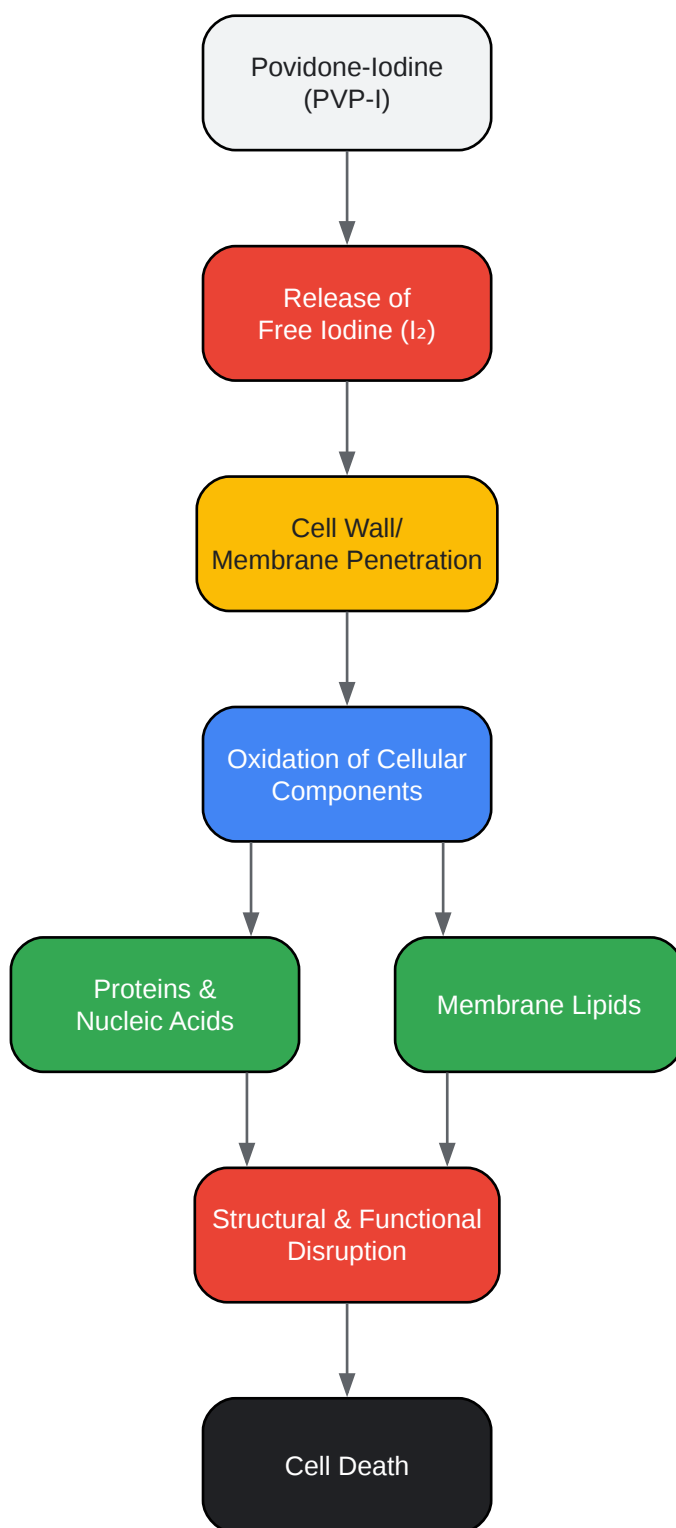 Povidone-Iodine
(PVP-I)
Release of
Free Iodine (I₂)
Cell Wall/
Membrane Penetration
Oxidation of Cellular
Components
Proteins &
Nucleic Acids
Membrane Lipids
Structural & Functional
Disruption
Cell Death